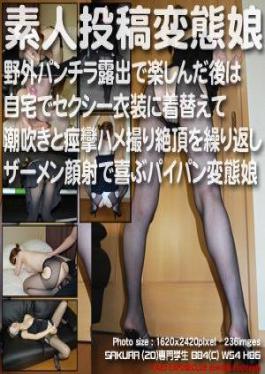 素人投稿変態娘
野外パンチラ露出で楽しんだ後は
自宅でセクシー衣装に着替えて
潮吹きと痙攣ハメ撮り絶頂を繰り返し
ザーメン顔射で喜ぶパイパン変態娘
Photo size : 1620x2420pixel - 236imges
SAKURA (20)専門学生 B84(C) W54 H86